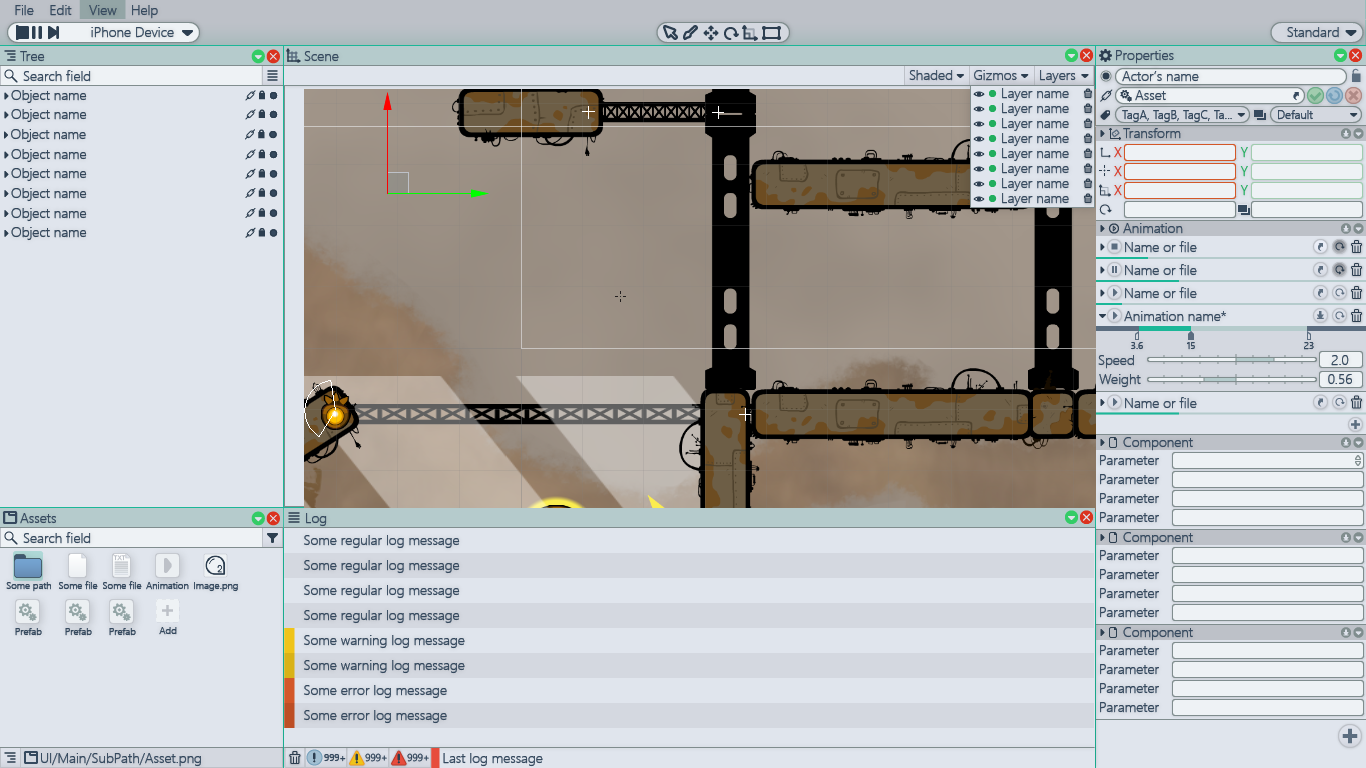 File Edit View Help
iPhone Device
Standard
Tree
Search field
Object name
Object name
Object name
Object name
Object name
Object name
Object name
Object name
Scene
Shaded Gizmos Layers
Layer name
Layer name
Layer name
Layer name
Layer name
Layer name
Layer name
Layer name
Properties
Actor's name
Asset
TagA, TagB, TagC, Ta... Default
Transform
X Y
X Y
X Y
Animation
Name or file
Name or file
Name or file
Animation name*
3.6 15 23
Speed 2.0
Weight 0.56
Name or file
Component
Parameter
Parameter
Parameter
Parameter
Component
Parameter
Parameter
Parameter
Parameter
Component
Parameter
Parameter
Parameter
Parameter
Assets
Search field
TXT
2
Some path Some file Some file Animation Image.png
Prefab Prefab Prefab Add
UI/Main/SubPath/Asset.png
Log
Some regular log message
Some regular log message
Some regular log message
Some regular log message
Some warning log message
Some warning log message
Some error log message
Some error log message
999+ 999+ 999+ Last log message